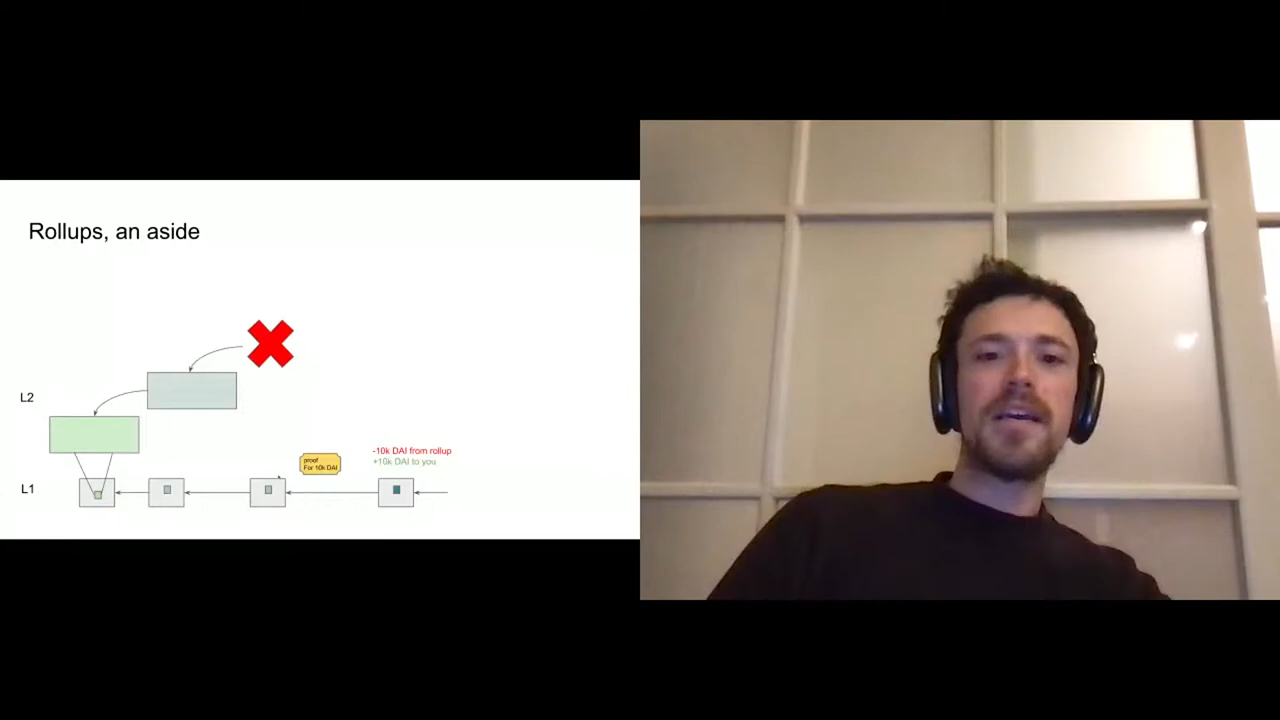 Rollups, an aside
L2
proof
For 10k DAI
-10k DAI from rollup
+10k DAI to you
L1